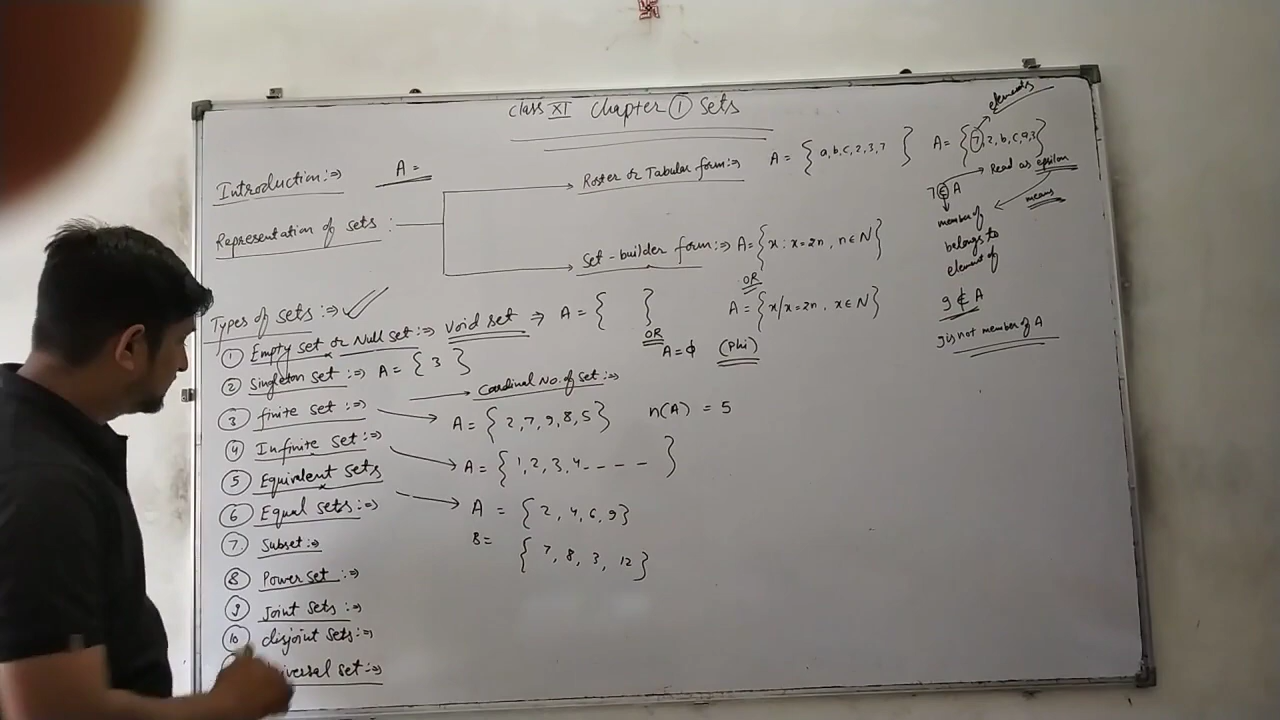 Class XI Chapter ① Sets
Introduction:⇒ A =
Representation of sets :-
Roster or Tabular form:⇒ A = { a, b, c, 2, 3, 7 }
Set-builder form:⇒ A = { x : x = 2n , n ∈ N }
OR
A = { x/x = 2n , x ∈ N }
A = { 7, 2, b, c, 9, 3 }
elements
7 ∈ A
Read as epsilon
means
member of
belongs to
element of
9 ∉ A
9 is not member of A
Types of sets :⇒ ✓
① Empty set or Null set:⇒ Void set ⇒ A = { }
OR
A = ϕ (Phi)
② Singleton set :⇒ A = { 3 }
→ Cardinal No. of set :⇒
③ finite set :⇒ → A = { 2, 7, 9, 8, 5 } n(A) = 5
④ Infinite set :⇒ → A = { 1, 2, 3, 4 - - - - }
⑤ Equivalent sets → A = { 2, 4, 6, 9 }
B = { 7, 8, 3, 12 }
⑥ Equal sets :⇒
⑦ Subset :⇒
⑧ Power set :⇒
⑨ Joint sets :⇒
⑩ disjoint sets :⇒
set :⇒